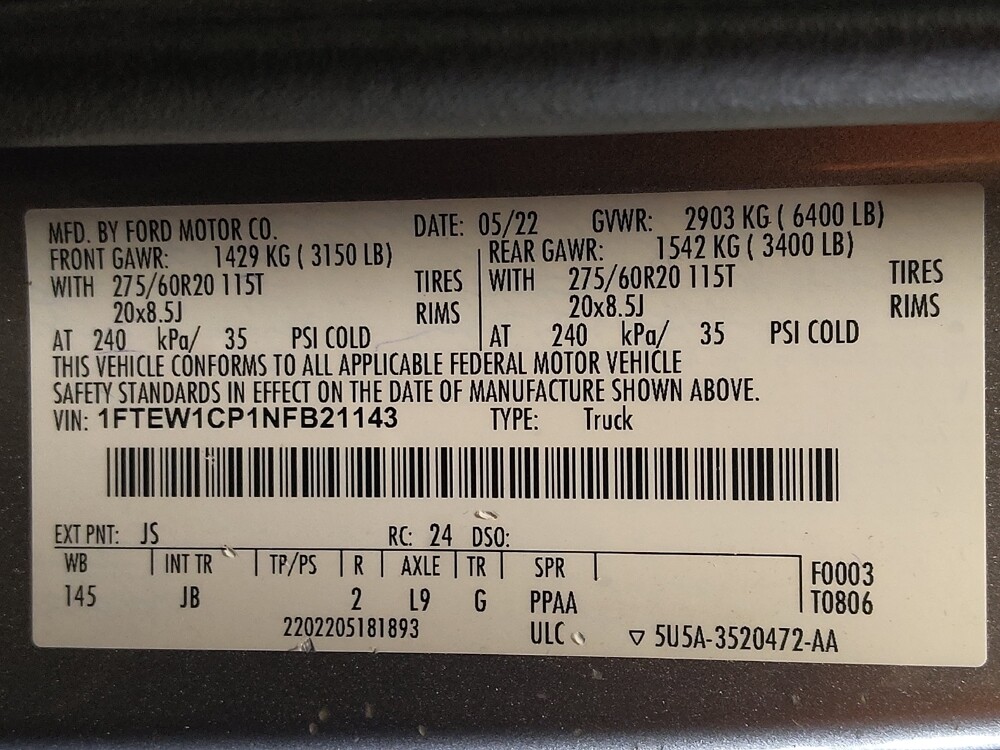 MFD. BY FORD MOTOR CO. DATE: 05/22 GVWR: 2903 KG ( 6400 LB)
FRONT GAWR: 1429 KG ( 3150 LB) REAR GAWR: 1542 KG ( 3400 LB)
WITH 275/60R20 115T TIRES WITH 275/60R20 115T TIRES
20x8.5J RIMS 20x8.5J RIMS
AT 240 kPa/ 35 PSI COLD AT 240 kPa/ 35 PSI COLD
THIS VEHICLE CONFORMS TO ALL APPLICABLE FEDERAL MOTOR VEHICLE
SAFETY STANDARDS IN EFFECT ON THE DATE OF MANUFACTURE SHOWN ABOVE.
VIN: 1FTEW1CP1NFB21143 TYPE: Truck
EXT PNT: JS RC: 24 DSO:
WB INT TR TP/PS R AXLE TR SPR F0003
145 JB 2 L9 G PPAA T0806
2202205181893 ULC ▽ 5U5A-3520472-AA